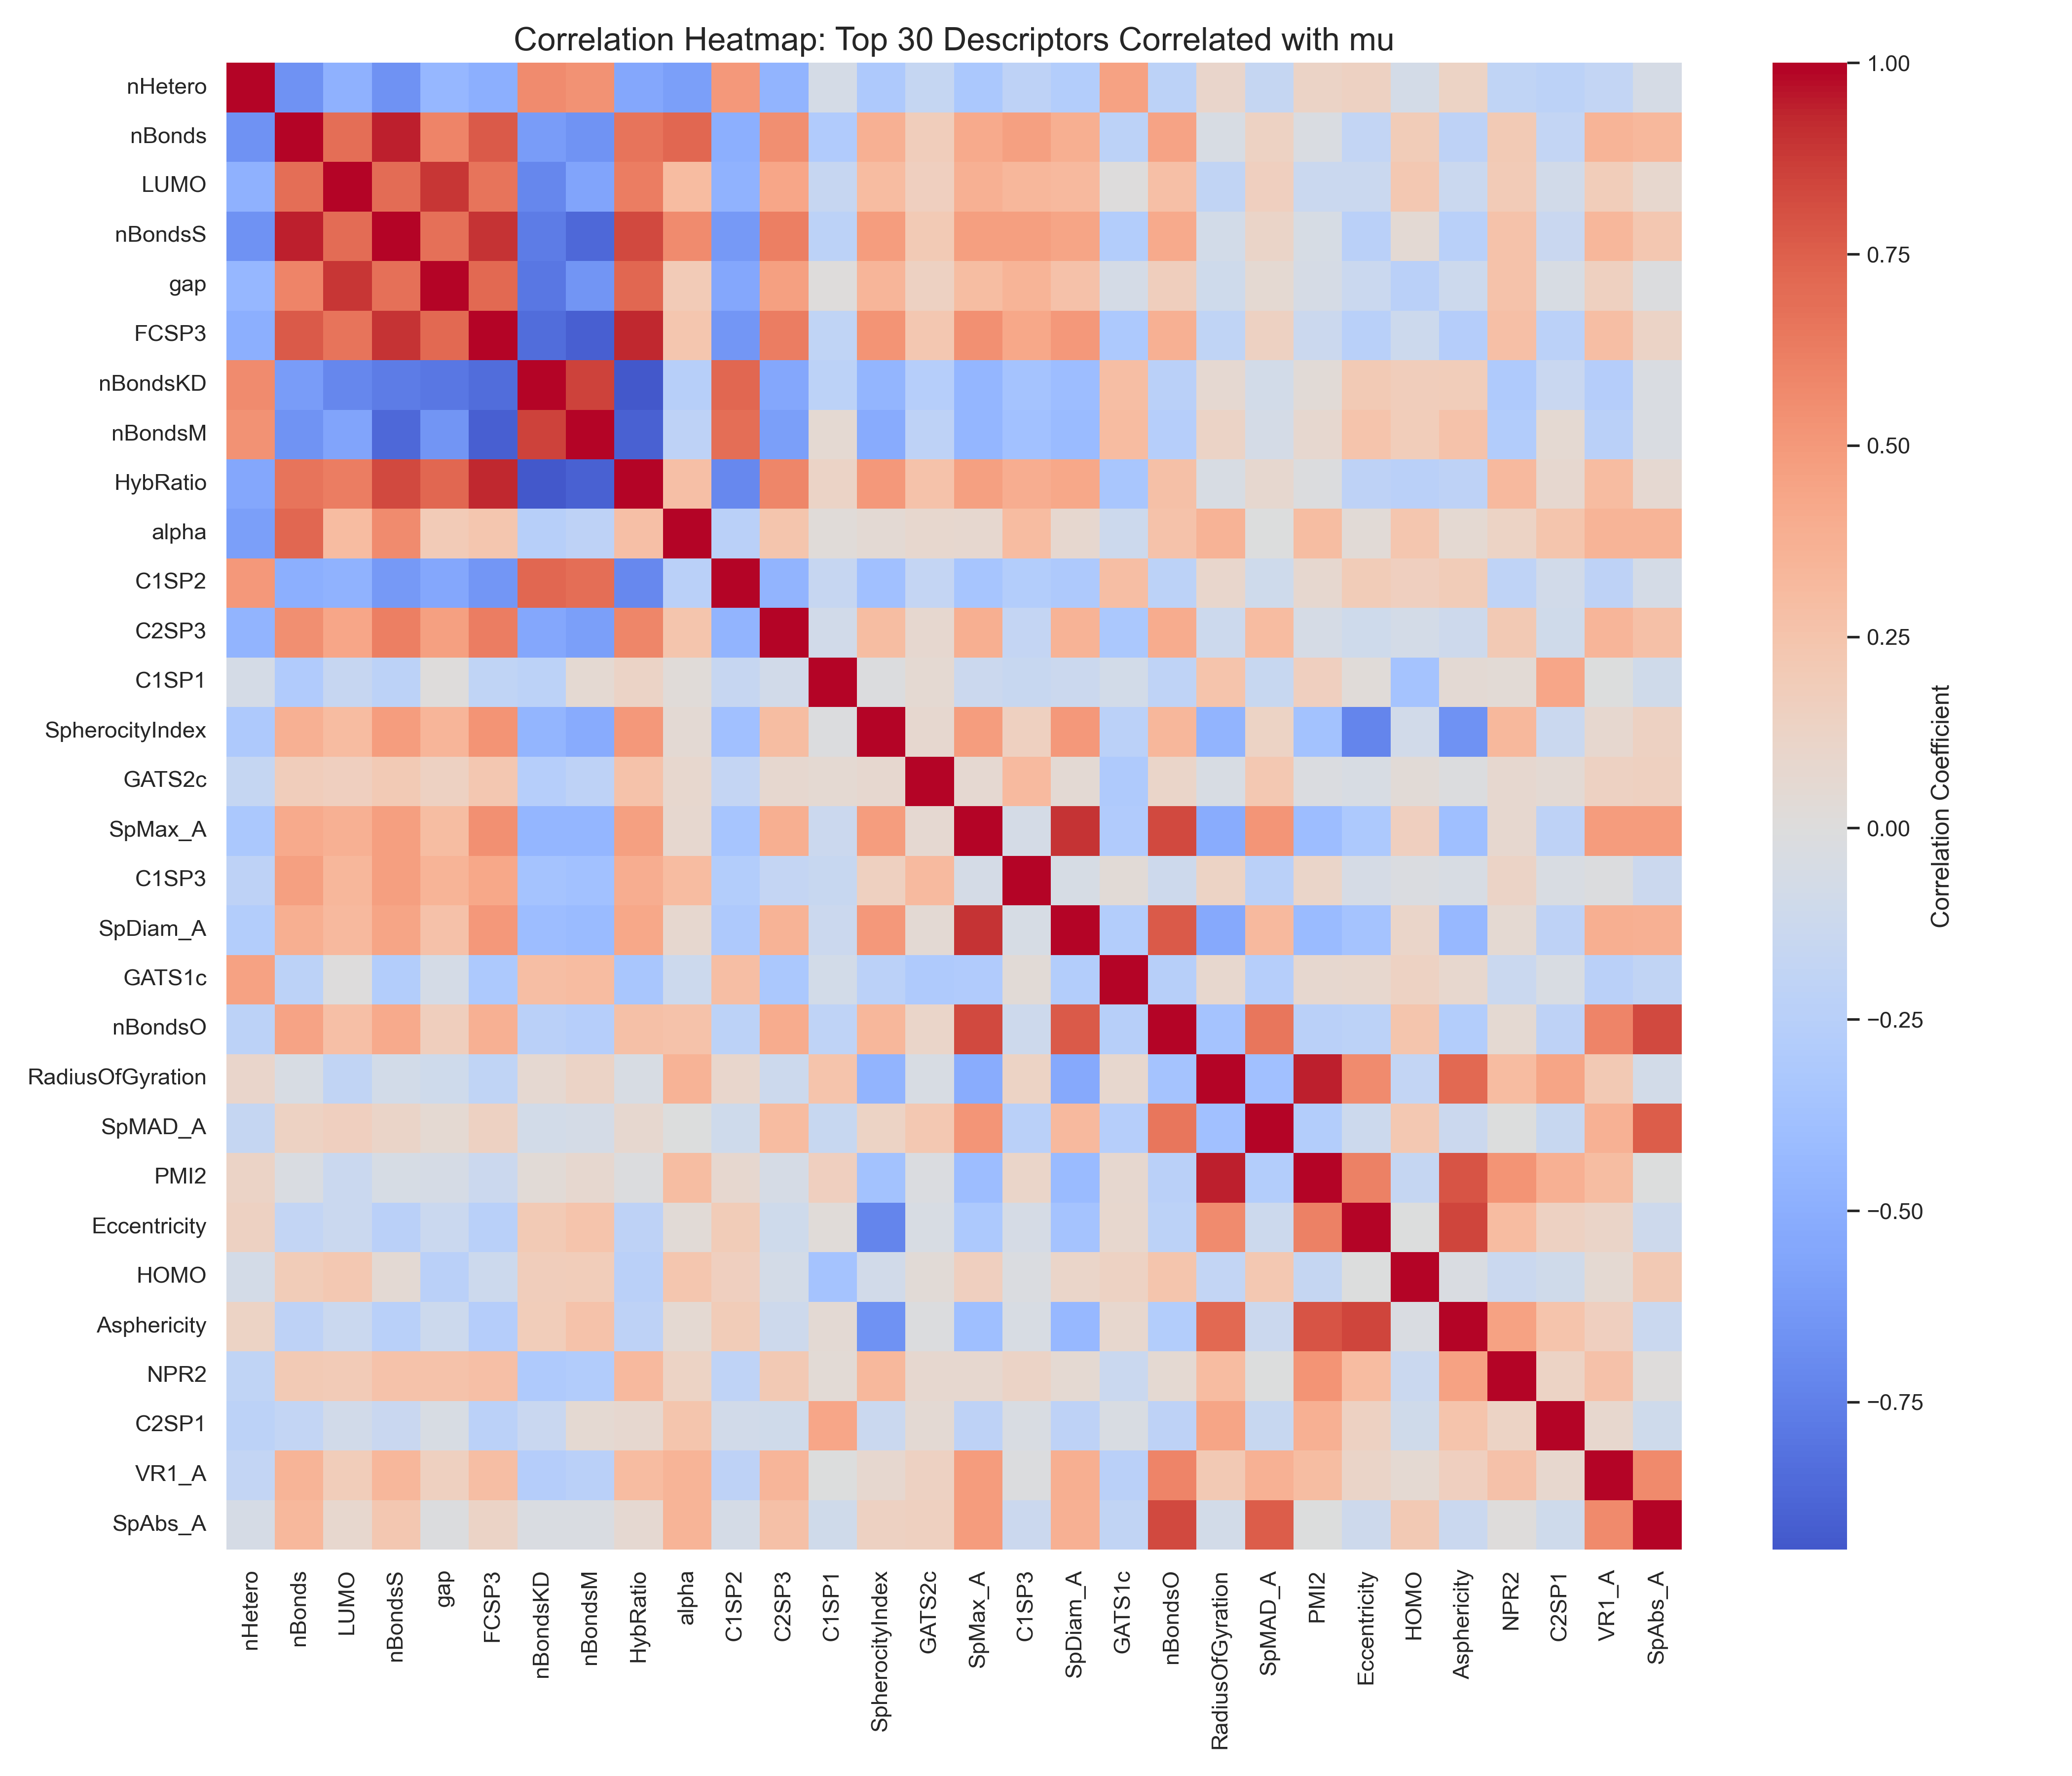 Correlation Heatmap: Top 30 Descriptors Correlated with mu
nHetero
nBonds
LUMO
nBondsS
gap
FCSP3
nBondsKD
nBondsM
HybRatio
alpha
C1SP2
C2SP3
C1SP1
SpherocityIndex
GATS2c
SpMax_A
C1SP3
SpDiam_A
GATS1c
nBondsO
RadiusOfGyration
SpMAD_A
PMI2
Eccentricity
HOMO
Asphericity
NPR2
C2SP1
VR1_A
SpAbs_A
nHetero
nBonds
LUMO
nBondsS
gap
FCSP3
nBondsKD
nBondsM
HybRatio
alpha
C1SP2
C2SP3
C1SP1
SpherocityIndex
GATS2c
SpMax_A
C1SP3
SpDiam_A
GATS1c
nBondsO
RadiusOfGyration
SpMAD_A
PMI2
Eccentricity
HOMO
Asphericity
NPR2
C2SP1
VR1_A
SpAbs_A
1.00
0.75
0.50
0.25
0.00
−0.25
−0.50
−0.75
Correlation Coefficient